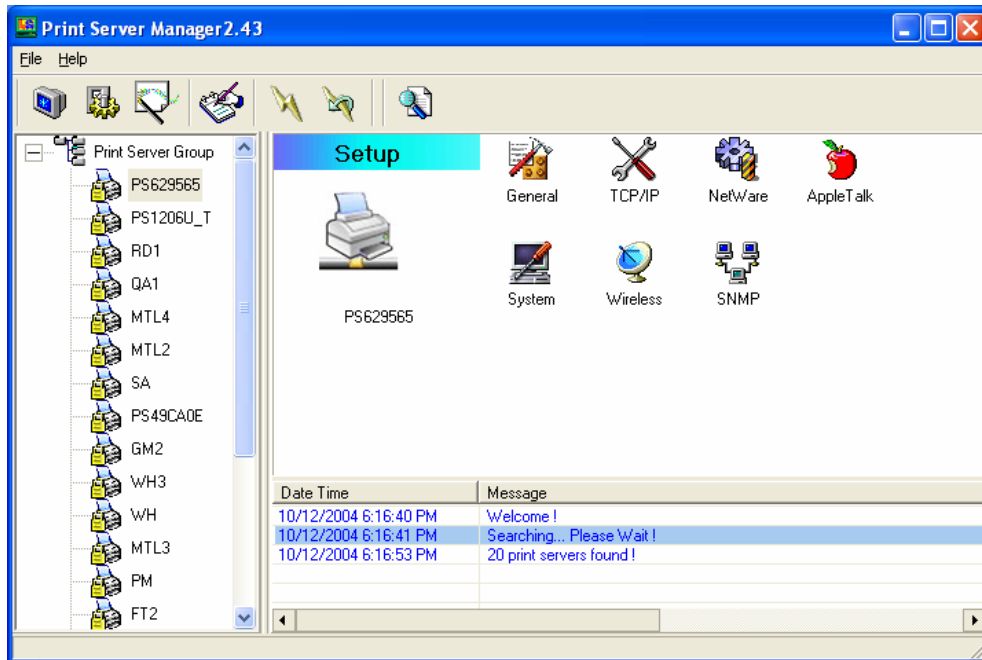 Print Server Manager2.43
File Help
Print Server Group
PS629565
PS1206U_T
RD1
QA1
MTL4
MTL2
SA
PS49CA0E
GM2
WH3
WH
MTL3
PM
FT2
Setup
PS629565
General TCP/IP NetWare AppleTalk
System Wireless SNMP
Date Time Message
10/12/2004 6:16:40 PM Welcome !
10/12/2004 6:16:41 PM Searching... Please Wait !
10/12/2004 6:16:53 PM 20 print servers found !